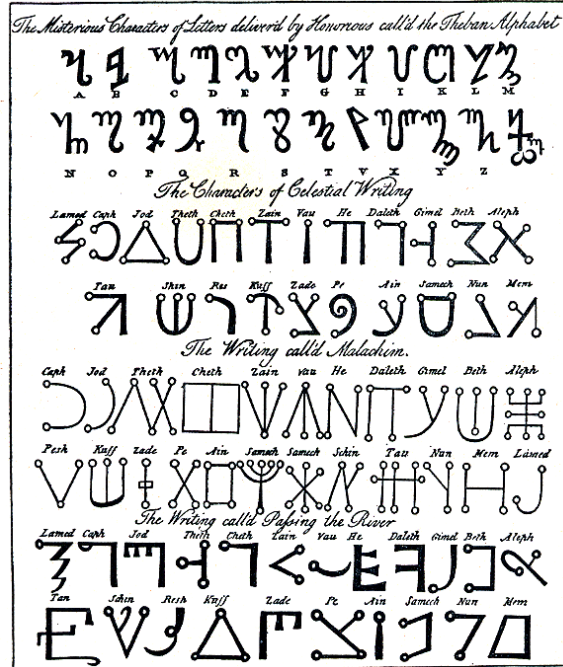 The Misterious Characters of Letters deliver'd by Honorious call'd the Theban Alphabet
A B C D E F G H I K L M
N O P Q R S T V X Y Z
The Characters of Celestial Writing
Lamed Caph Jod Theth Cheth Zain Vau He Daleth Gimel Beth Aleph
Tau Shin Res Kuff Zade Pe Ain Samech Nun Mem
The Writing call'd Malachim.
Caph Jod Theth Cheth Zain Vau He Daleth Gimel Beth Aleph
Resh Kuff Zade Pe Ain Samech Samech Schin Tau Nun Mem Lamed
The Writing call'd Passing the River
Lamed Caph Jod Theth Cheth Zain Vau He Daleth Gimel Beth Aleph
Tau Schin Resh Kuff Zade Pe Ain Samech Nun Mem